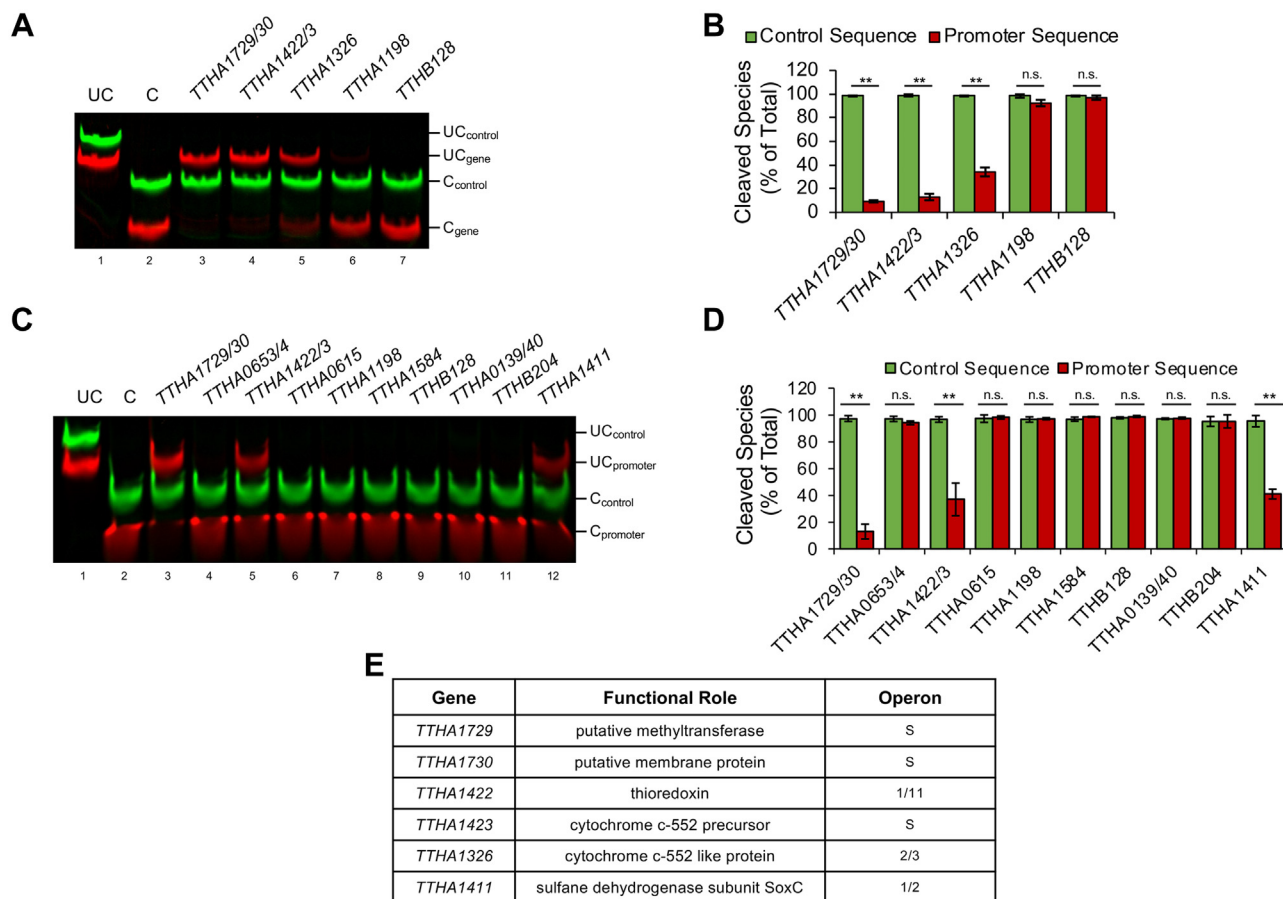 A
UC
C
TTHA1729/30
TTHA1422/3
TTHA1326
TTHA1198
TTHB128
UCcontrol
UCgene
Ccontrol
Cgene
1 2 3 4 5 6 7
B
Control Sequence Promoter Sequence
Cleaved Species
(% of Total)
120
100
80
60
40
20
0
** ** ** n.s. n.s.
TTHA1729/30
TTHA1422/3
TTHA1326
TTHA1198
TTHB128
C
UC
C
TTHA1729/30
TTHA0653/4
TTHA1422/3
TTHA0615
TTHA1198
TTHA1584
TTHB128
TTHA0139/40
TTHB204
TTHA1411
UCcontrol
UCpromoter
Ccontrol
Cpromoter
1 2 3 4 5 6 7 8 9 10 11 12
D
Control Sequence Promoter Sequence
Cleaved Species
(% of Total)
120
100
80
60
40
20
0
** n.s. ** n.s. n.s. n.s. n.s. n.s. n.s. **
TTHA1729/30
TTHA0653/4
TTHA1422/3
TTHA0615
TTHA1198
TTHA1584
TTHB128
TTHA0139/40
TTHB204
TTHA1411
E
Gene Functional Role Operon
TTHA1729 putative methyltransferase S
TTHA1730 putative membrane protein S
TTHA1422 thioredoxin 1/11
TTHA1423 cytochrome c-552 precursor S
TTHA1326 cytochrome c-552 like protein 2/3
TTHA1411 sulfane dehydrogenase subunit SoxC 1/2